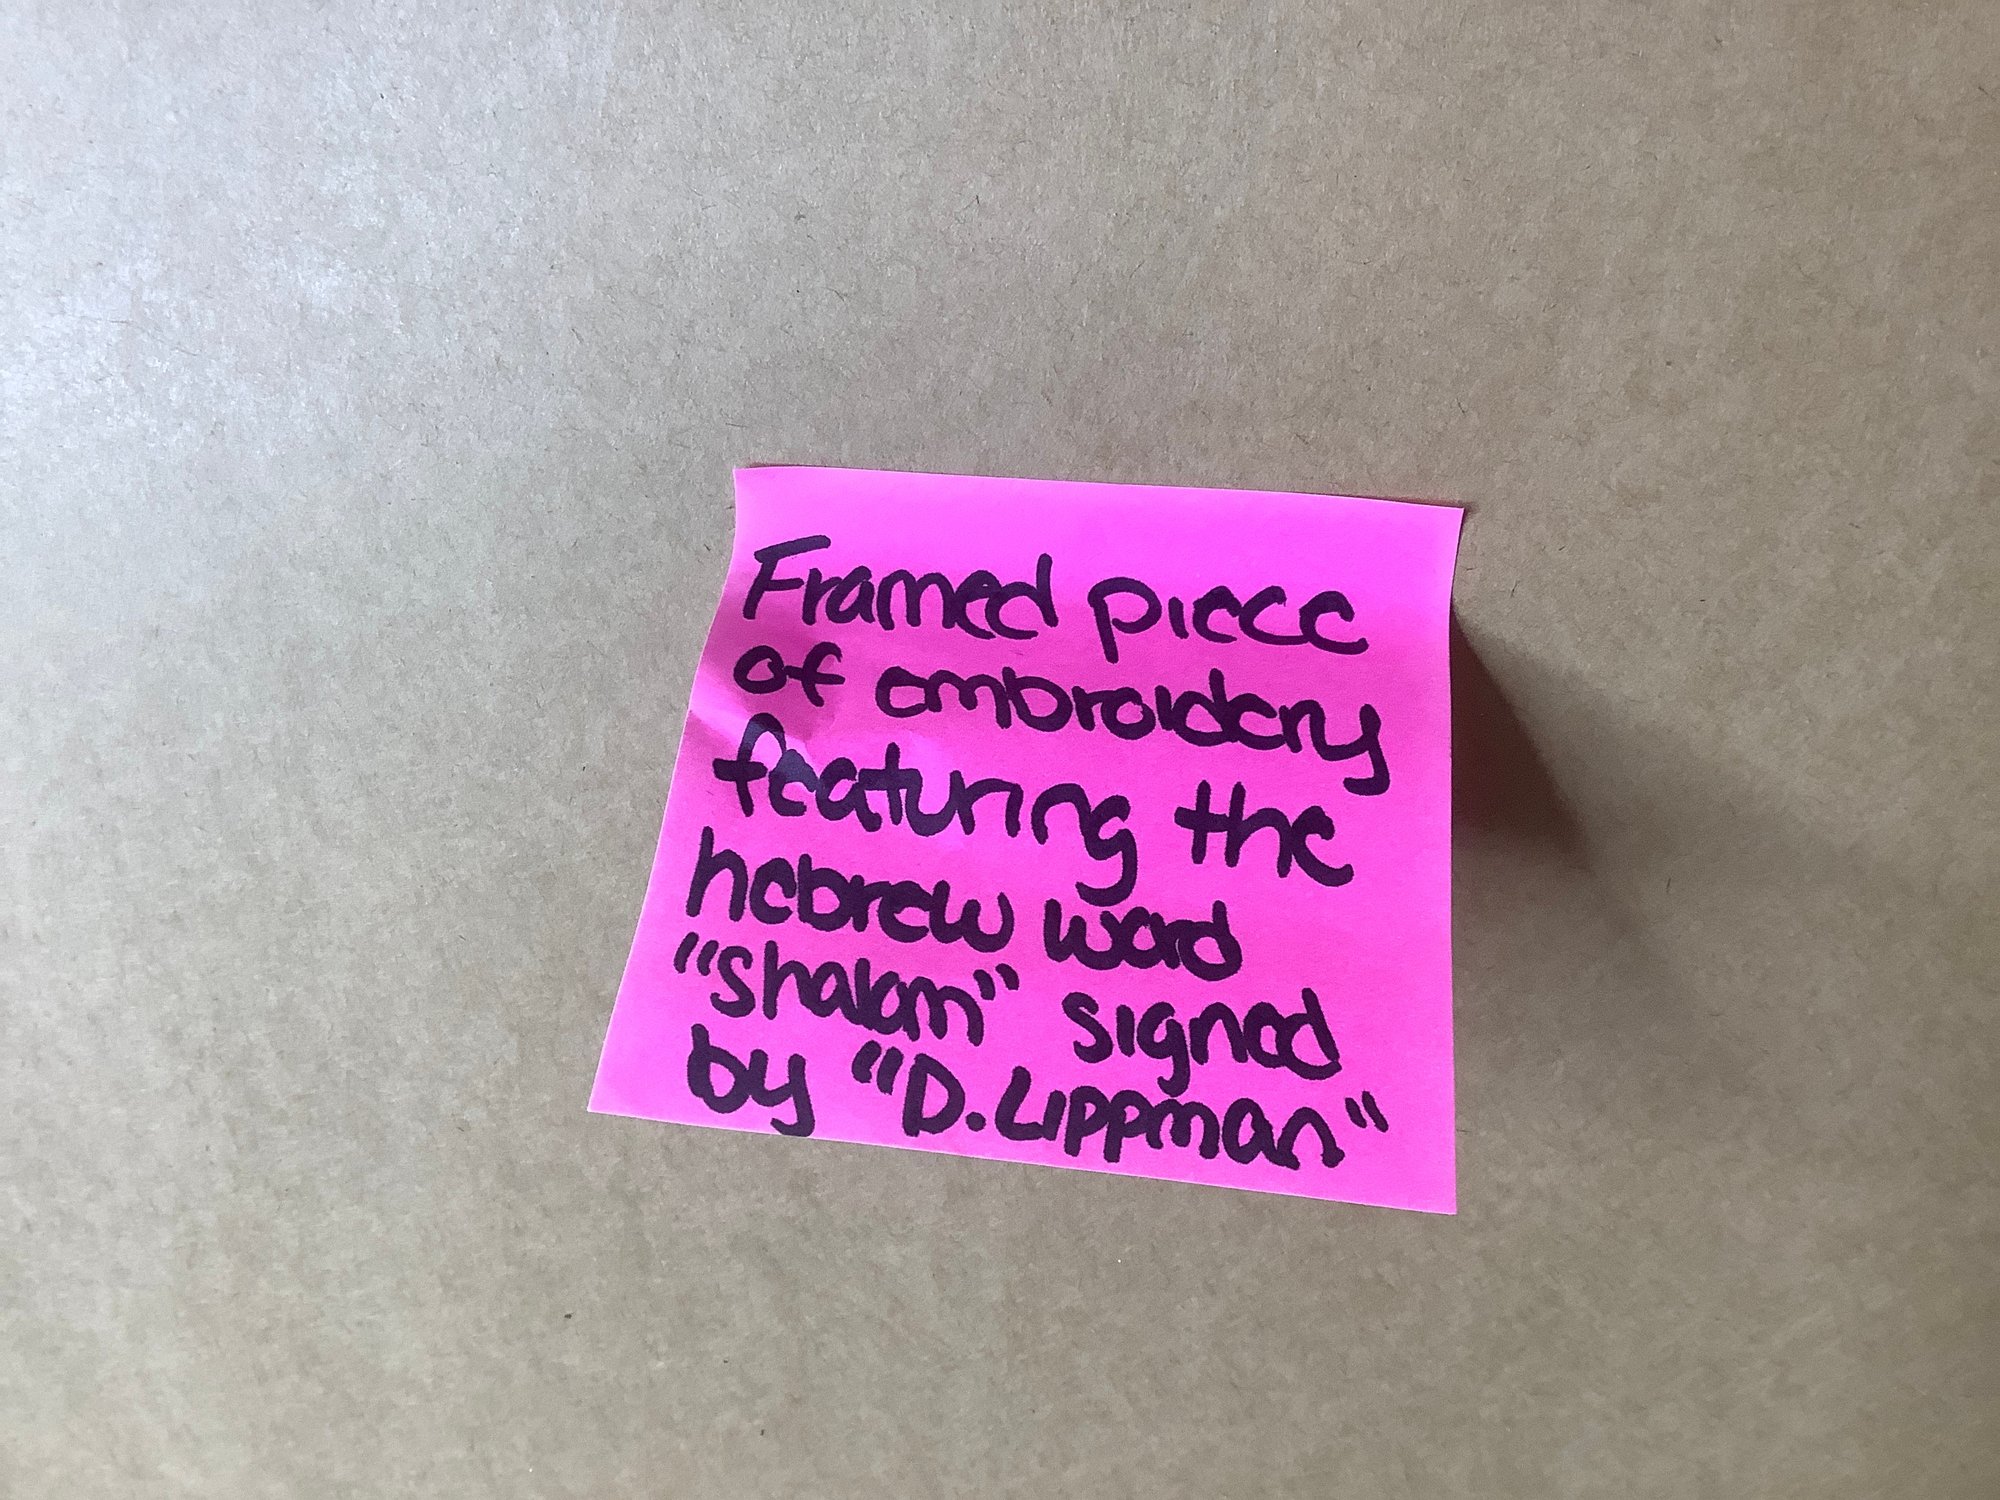 Framed piece
of embroidery
featuring the
hebrew word
"shalom" signed
by "D. Lippman"